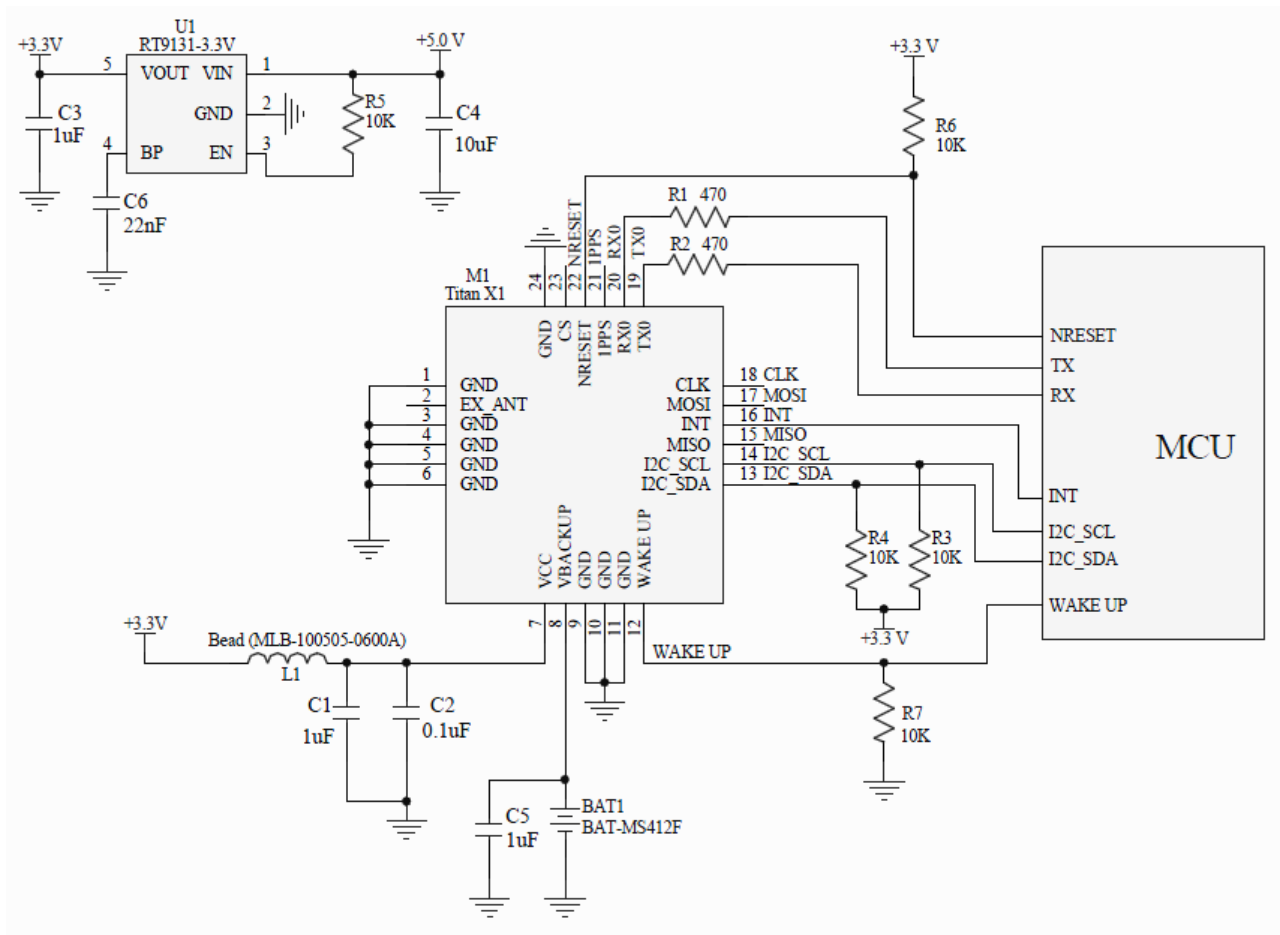 U1
RT9131-3.3V
+3.3V
5
VOUT VIN
1
+5.0 V
GND
2
4
BP
EN
3
C3
1uF
R5
10K
C4
10uF
C6
22nF
+3.3 V
R6
10K
R1 470
R2 470
M1
Titan X1
24
23
22 NRESET
21 1PPS
20 RX0
19 TX0
GND
CS
NRESET
1PPS
RX0
TX0
1
GND
2
EX_ANT
3
GND
4
GND
5
GND
6
GND
CLK
18 CLK
MOSI
17 MOSI
INT
16 INT
MISO
15 MISO
I2C_SCL
14 I2C_SCL
I2C_SDA
13 I2C_SDA
VCC
VBACKUP
GND
GND
GND
WAKE UP
7
8
9
10
11
12
NRESET
TX
RX
MCU
INT
I2C_SCL
I2C_SDA
WAKE UP
R4
10K
R3
10K
+3.3 V
WAKE UP
R7
10K
+3.3V
Bead (MLB-100505-0600A)
L1
C1
1uF
C2
0.1uF
C5
1uF
BAT1
BAT-MS412F